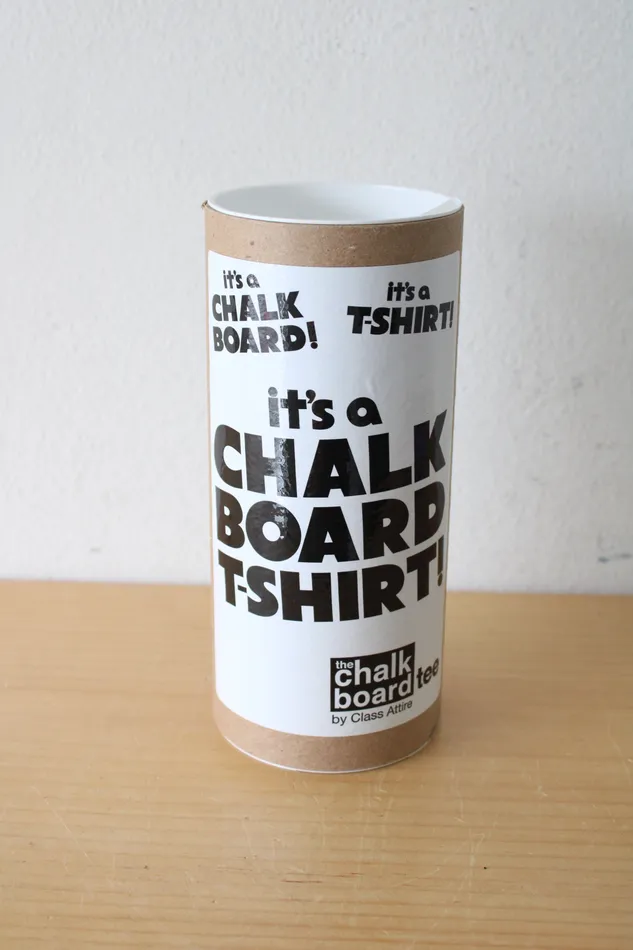 it's a
CHALK
BOARD!
it's a
T-SHIRT!
it's a
CHALK
BOARD
T-SHIRT!
the
chalk
board tee
by Class Attire